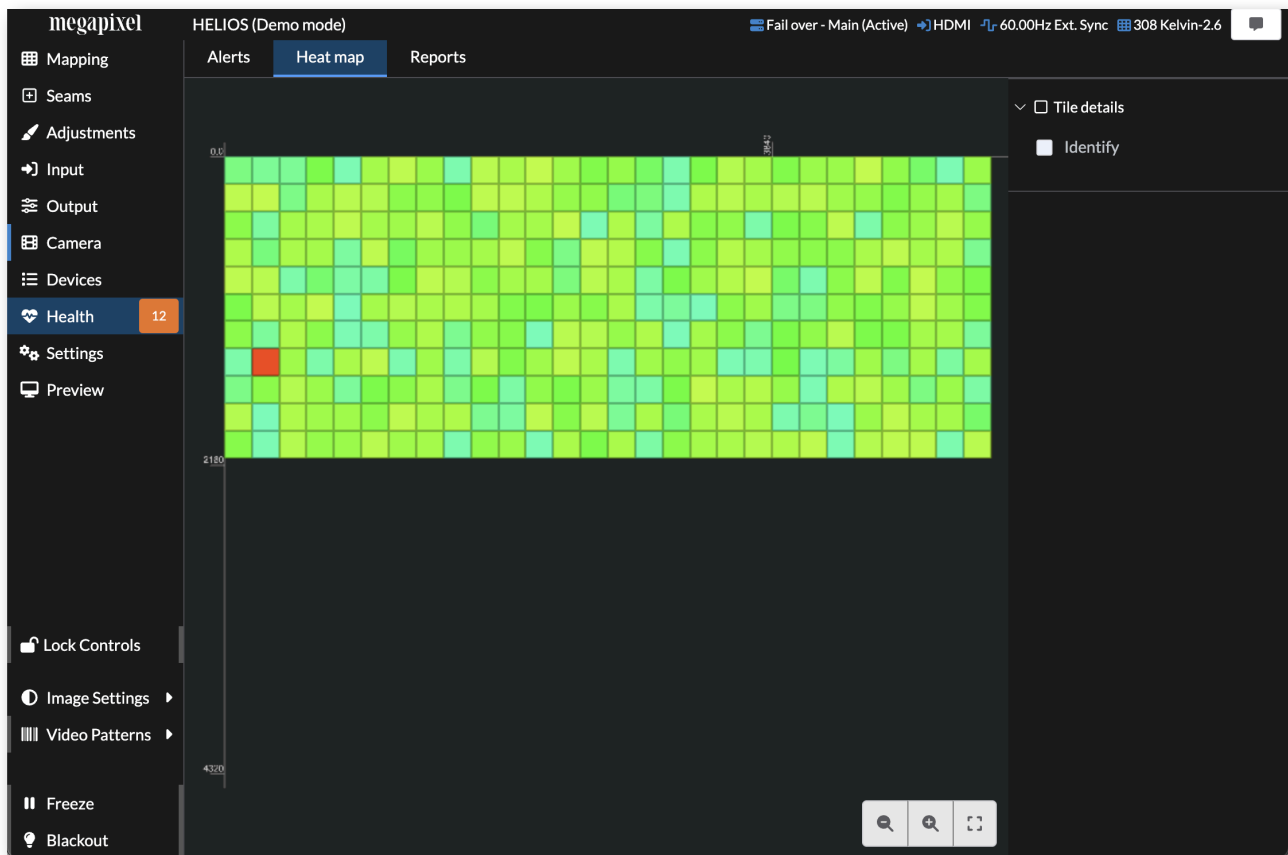 megapixel
HELIOS (Demo mode)
Fail over - Main (Active) HDMI 60.00Hz Ext. Sync 308 Kelvin-2.6
Mapping
Seams
Adjustments
Input
Output
Camera
Devices
Health 12
Settings
Preview
Lock Controls
Image Settings
Video Patterns
Freeze
Blackout
Alerts Heat map Reports
0,0
2180
4320
Tile details
Identify